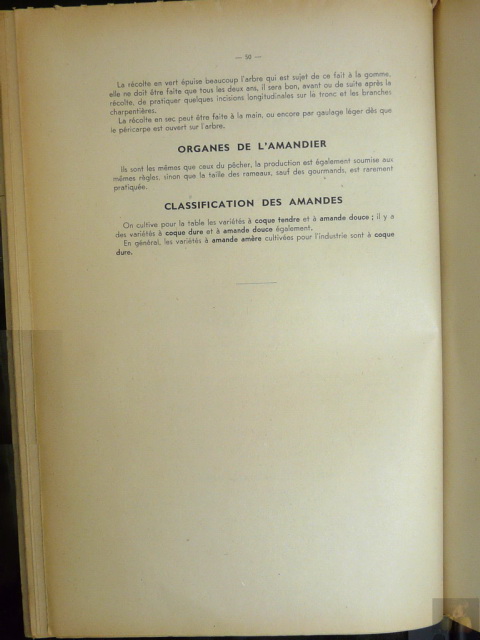 — 90 —
La récolte en vert épuise beaucoup l'arbre qui est sujet de ce fait à la gomme,
elle ne doit être faite que tous les deux ans, il sera bon, avant ou de suite après la
récolte, de pratiquer quelques incisions longitudinales sur le tronc et les branches
charpentières.
La récolte en sec peut être faite à la main, ou encore par gaulage léger dès que
le péricarpe est ouvert sur l'arbre.
ORGANES DE L'AMANDIER
Ils sont les mêmes que ceux du pêcher, la production est également soumise aux
mêmes règles, sinon que la taille des rameaux, sauf des gourmands, est rarement
pratiquée.
CLASSIFICATION DES AMANDES
On cultive pour la table les variétés à coque tendre et à amande douce ; il y a
des variétés à coque dure et à amande douce également.
En général, les variétés à amande amère cultivées pour l'industrie sont à coque
dure.